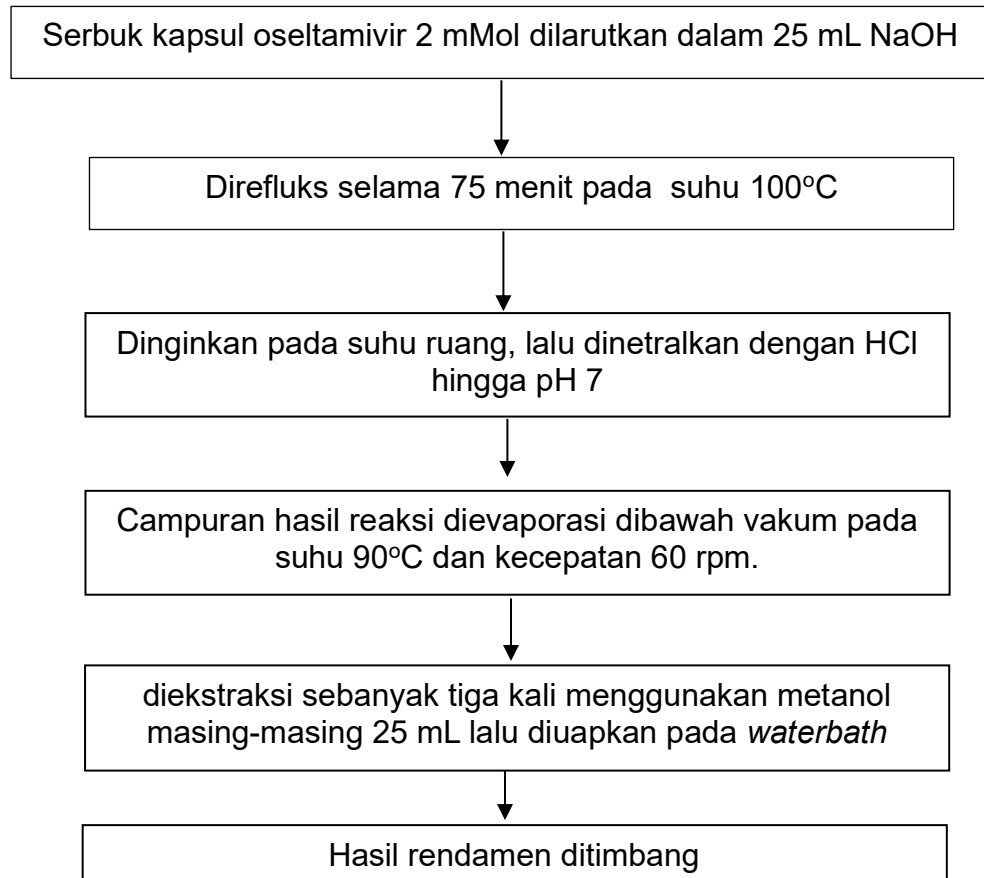 Serbuk kapsul oseltamivir 2 mMol dilarutkan dalam 25 mL NaOH
Direfluks selama 75 menit pada  suhu 100°C
Dinginkan pada suhu ruang, lalu dinetralkan dengan HCl
hingga pH 7
Campuran hasil reaksi dievaporasi dibawah vakum pada
suhu 90°C dan kecepatan 60 rpm.
diekstraksi sebanyak tiga kali menggunakan metanol
masing-masing 25 mL lalu diuapkan pada waterbath
Hasil rendamen ditimbang